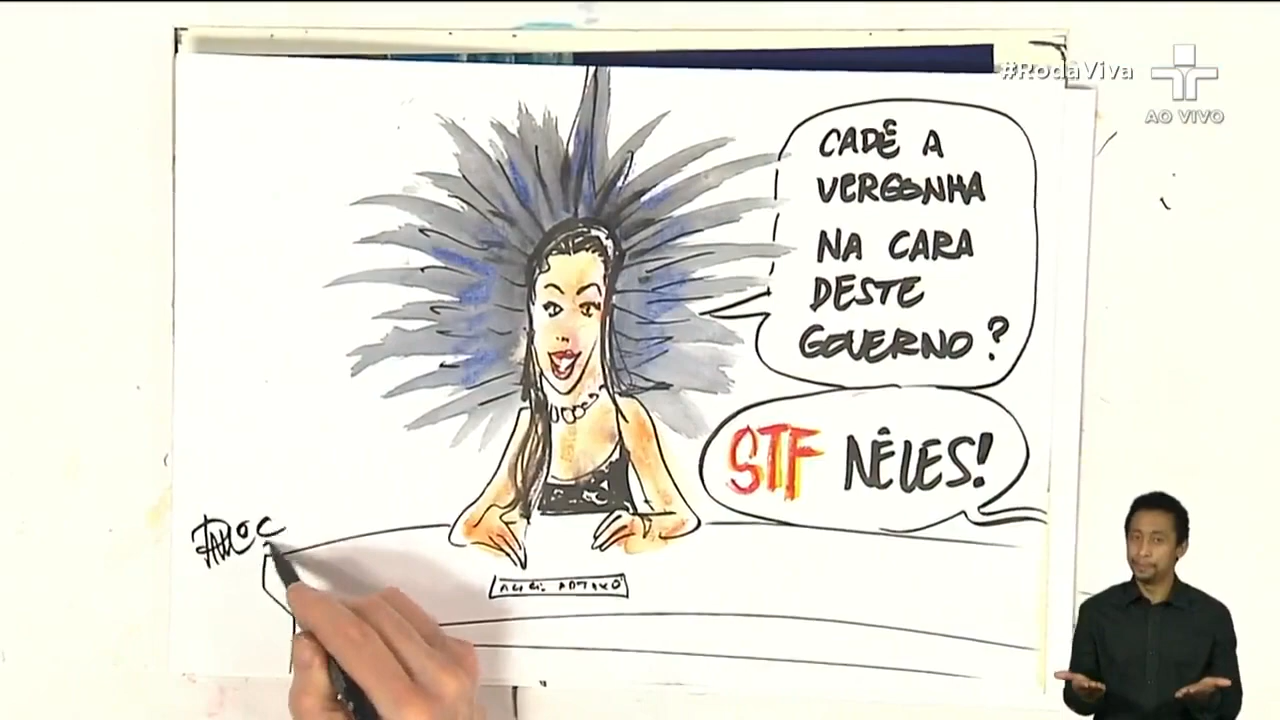 #RodaViva
AO VIVO
CADÊ A
VERGONHA
NA CARA
DESTE
GOVERNO?
STF NÊLES!